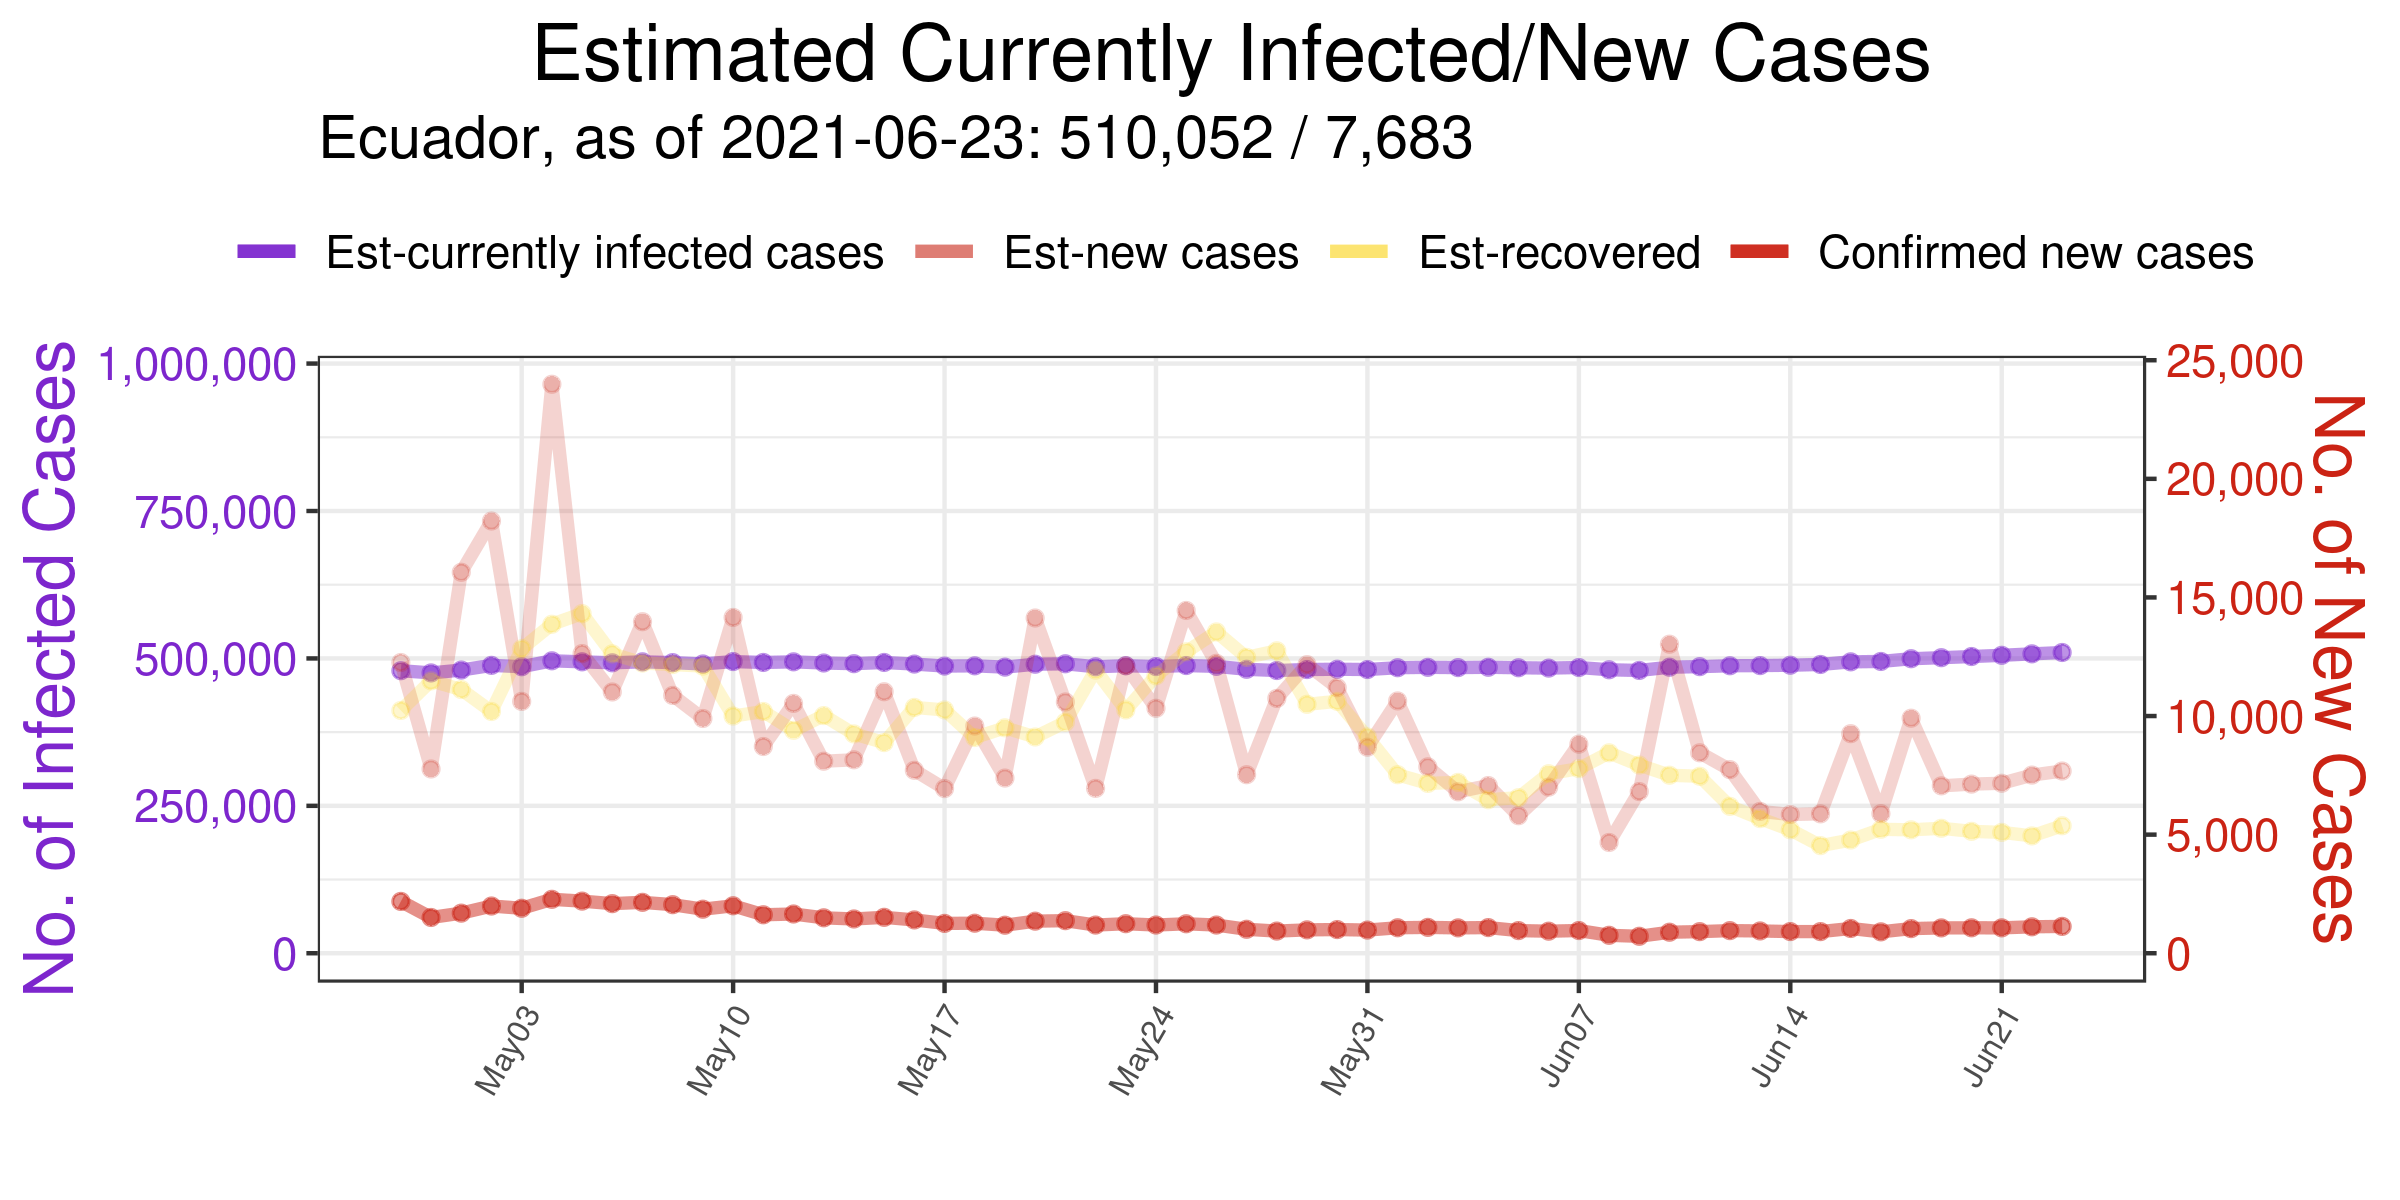 Estimated Currently Infected/New Cases
Ecuador, as of 2021-06-23: 510,052 / 7,683
Est-currently infected cases Est-new cases Est-recovered Confirmed new cases
No. of Infected Cases
1,000,000
750,000
500,000
250,000
0
25,000
20,000
15,000
10,000
5,000
0
No. of New Cases
May03 May10 May17 May24 May31 Jun07 Jun14 Jun21